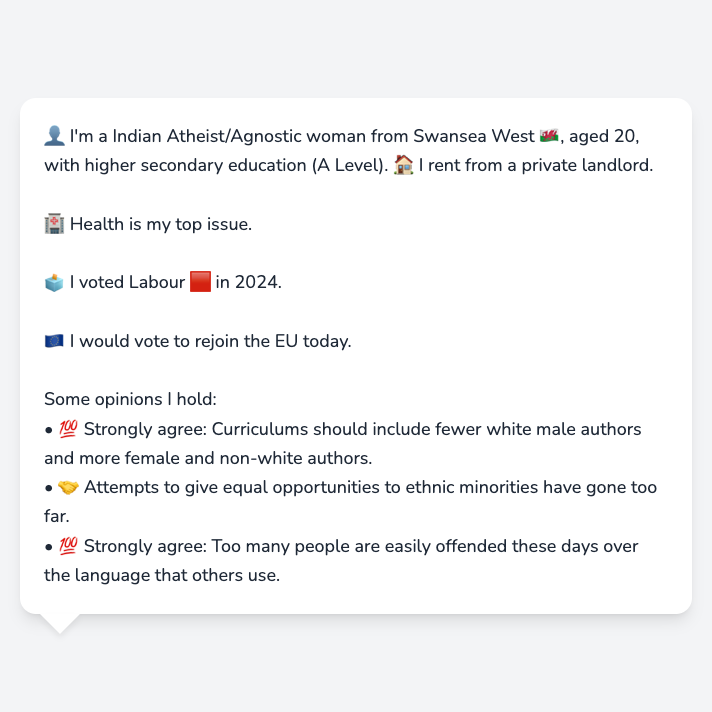 👤 I'm a Indian Atheist/Agnostic woman from Swansea West 🏴󠁧󠁢󠁷󠁬󠁳󠁿, aged 20,
with higher secondary education (A Level). 🏠 I rent from a private landlord.
🏥 Health is my top issue.
🗳️ I voted Labour 🟥 in 2024.
🇪🇺 I would vote to rejoin the EU today.
Some opinions I hold:
• 💯 Strongly agree: Curriculums should include fewer white male authors
and more female and non-white authors.
• 🤝 Attempts to give equal opportunities to ethnic minorities have gone too
far.
• 💯 Strongly agree: Too many people are easily offended these days over
the language that others use.